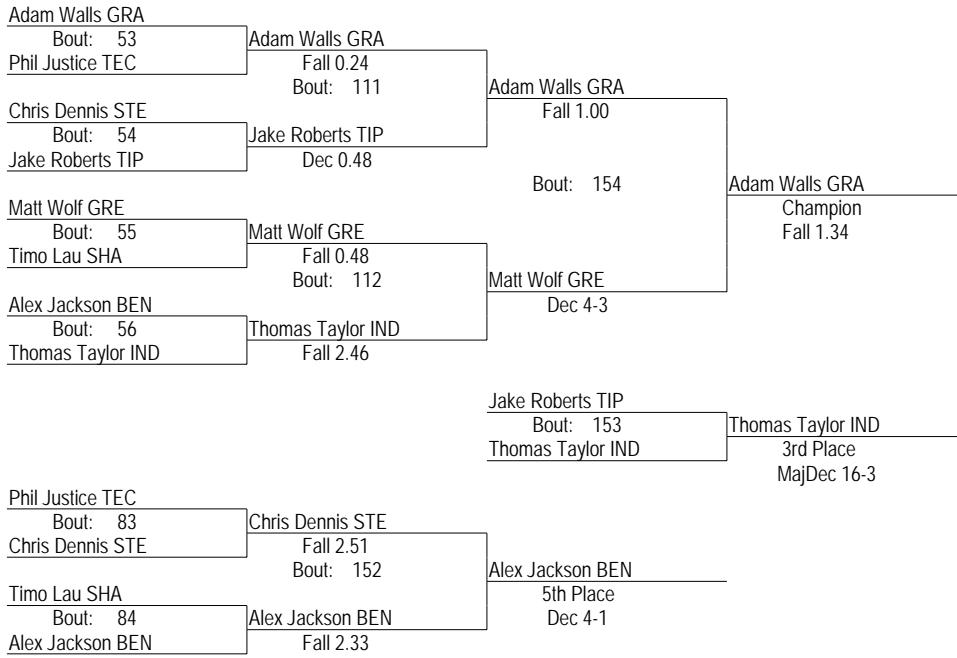 Adam Walls GRA
Bout: 53
Phil Justice TEC
Adam Walls GRA
Fall 0.24
Bout: 111
Chris Dennis STE
Bout: 54
Jake Roberts TIP
Jake Roberts TIP
Dec 0.48
Adam Walls GRA
Fall 1.00
Bout: 154
Matt Wolf GRE
Bout: 55
Timo Lau SHA
Matt Wolf GRE
Fall 0.48
Bout: 112
Alex Jackson BEN
Bout: 56
Thomas Taylor IND
Thomas Taylor IND
Fall 2.46
Matt Wolf GRE
Dec 4-3
Adam Walls GRA
Champion
Fall 1.34
Jake Roberts TIP
Bout: 153
Thomas Taylor IND
Thomas Taylor IND
3rd Place
MajDec 16-3
Phil Justice TEC
Bout: 83
Chris Dennis STE
Chris Dennis STE
Fall 2.51
Bout: 152
Timo Lau SHA
Bout: 84
Alex Jackson BEN
Alex Jackson BEN
Fall 2.33
Alex Jackson BEN
5th Place
Dec 4-1